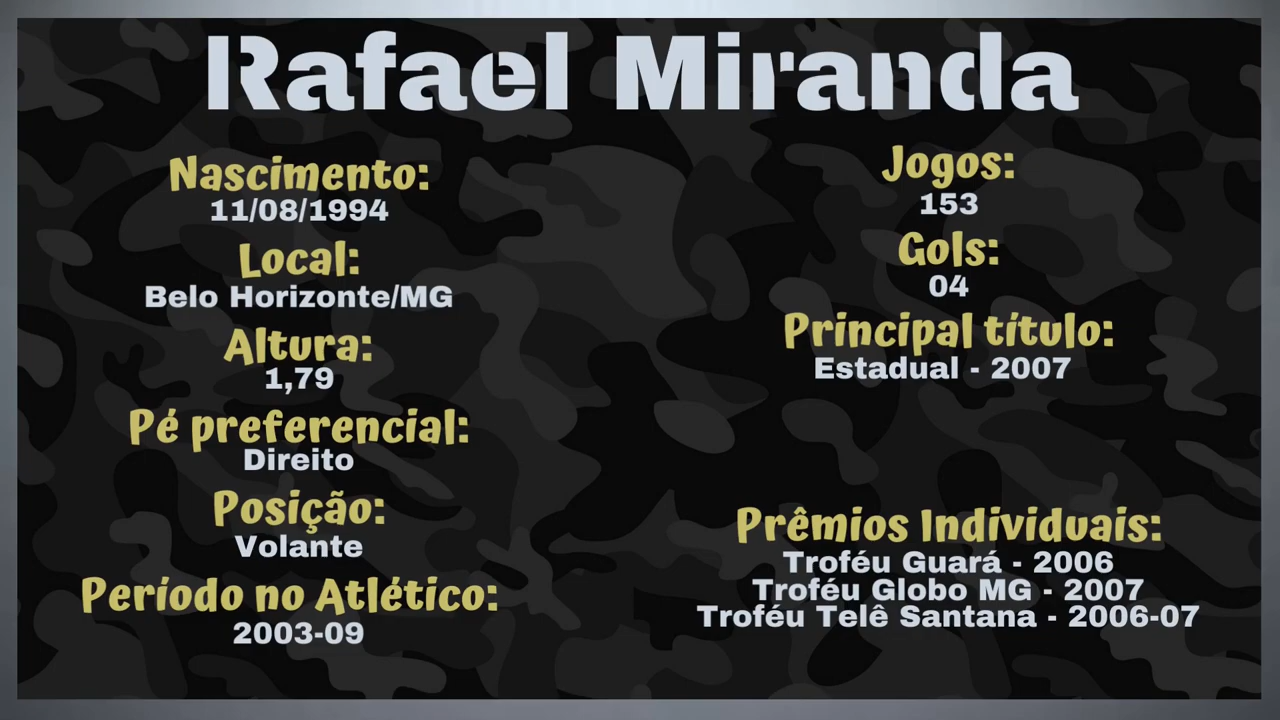 Rafael Miranda
Nascimento:
11/08/1994
Local:
Belo Horizonte/MG
Altura:
1,79
Pé preferencial:
Direito
Posição:
Volante
Período no Atlético:
2003-09
Jogos:
153
Gols:
04
Principal título:
Estadual - 2007
Prêmios Individuais:
Troféu Guará - 2006
Troféu Globo MG - 2007
Troféu Telê Santana - 2006-07